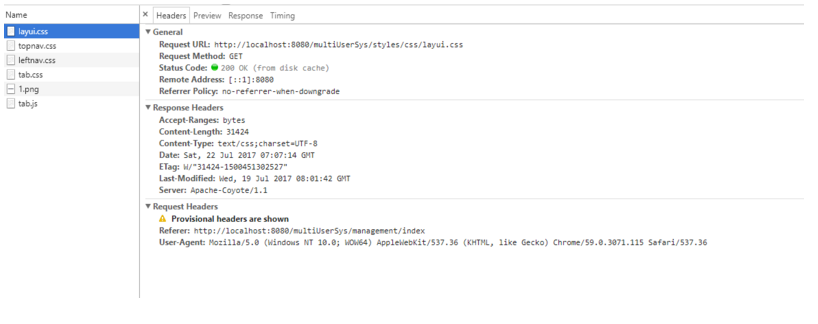 Name
layui.css
topnav.css
leftnav.css
tab.css
1.png
tab.js
× Headers Preview Response Timing
▼ General
Request URL: http://localhost:8080/multiUserSys/styles/css/layui.css
Request Method: GET
Status Code: 200 OK (from disk cache)
Remote Address: [::1]:8080
Referrer Policy: no-referrer-when-downgrade
▼ Response Headers
Accept-Ranges: bytes
Content-Length: 31424
Content-Type: text/css;charset=UTF-8
Date: Sat, 22 Jul 2017 07:07:14 GMT
ETag: W/"31424-1500451302527"
Last-Modified: Wed, 19 Jul 2017 08:01:42 GMT
Server: Apache-Coyote/1.1
▼ Request Headers
Provisional headers are shown
Referer: http://localhost:8080/multiUserSys/management/index
User-Agent: Mozilla/5.0 (Windows NT 10.0; WOW64) AppleWebKit/537.36 (KHTML, like Gecko) Chrome/59.0.3071.115 Safari/537.36